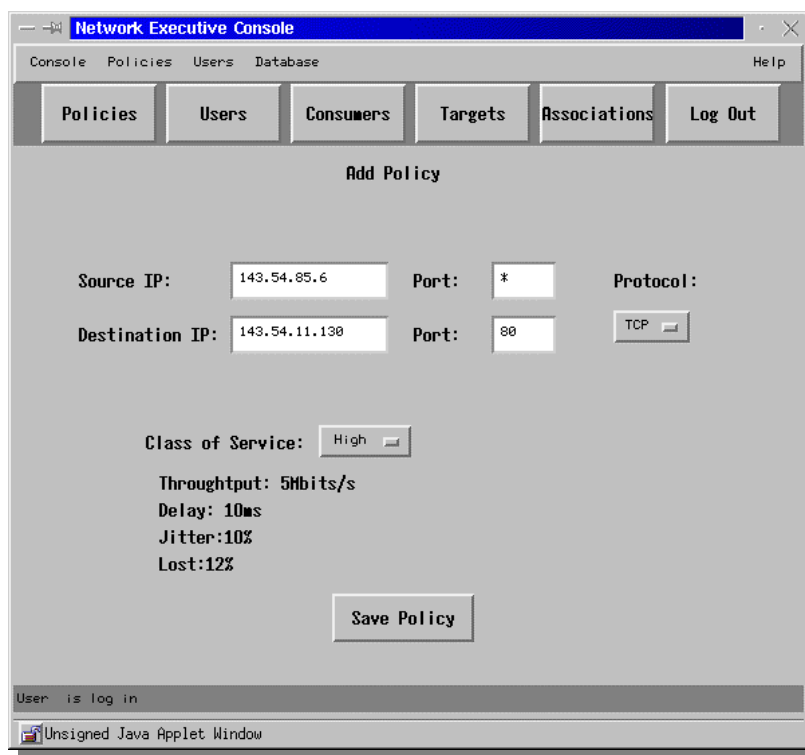 Network Executive Console
Console Policies Users Database Help
Policies Users Consumers Targets Associations Log Out
Add Policy
Source IP: 143.54.85.6 Port: * Protocol:
Destination IP: 143.54.11.130 Port: 80 TCP
Class of Service: High
Throughtput: 5Mbits/s
Delay: 10ms
Jitter:10%
Lost:12%
Save Policy
User is log in
Unsigned Java Applet Window